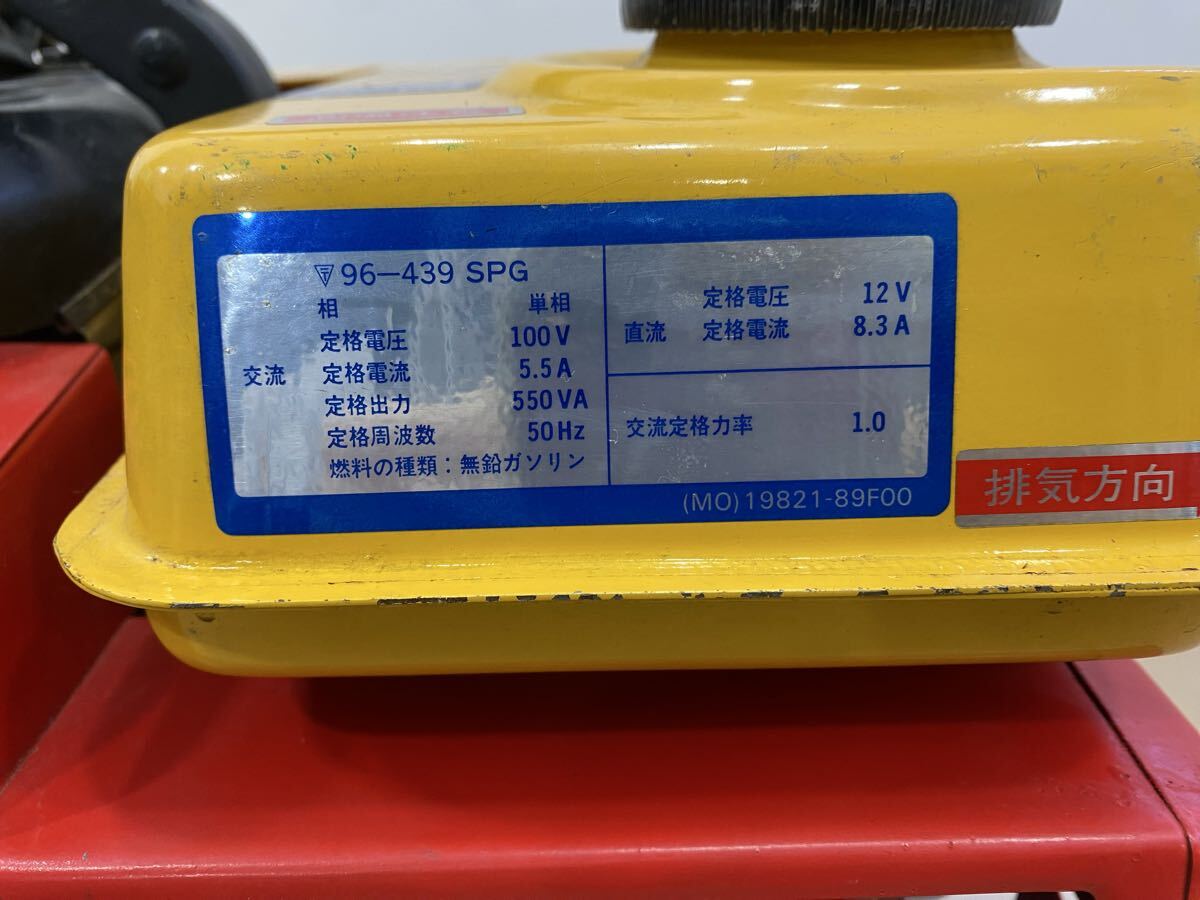 〒96-439 SPG
相 単相
定格電圧 100V
交流 定格電流 5.5A
定格出力 550VA
定格周波数 50Hz
燃料の種類：無鉛ガソリン
定格電圧 12V
直流 定格電流 8.3A
交流定格力率 1.0
(MO)19821-89F00
排気方向